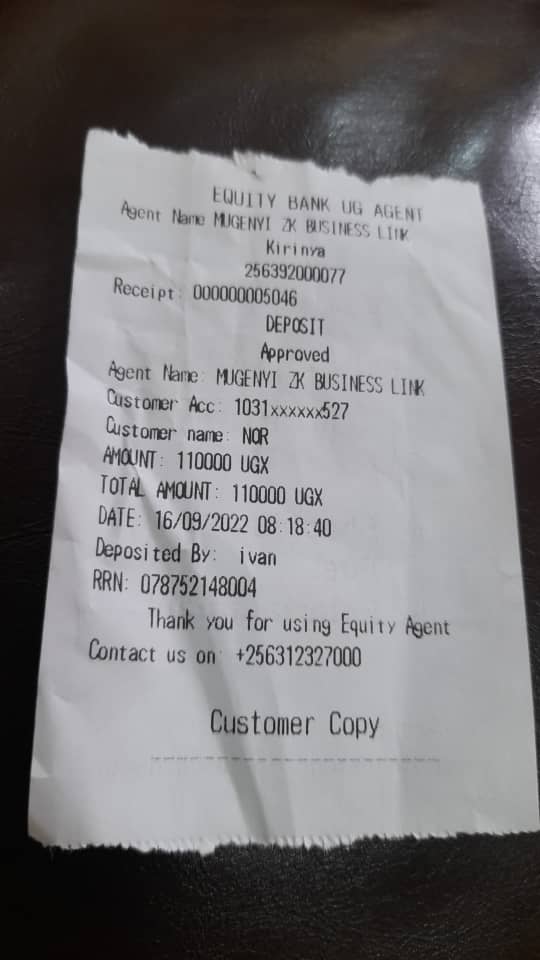 EQUITY BANK UG AGENT
Agent Name MUGENYI ZK BUSINESS LINK
Kirinya
256392000077
Receipt: 000000005046
DEPOSIT
Approved
Agent Name: MUGENYI ZK BUSINESS LINK
Customer Acc: 1031xxxxxx527
Customer name: NOR
AMOUNT: 110000 UGX
TOTAL AMOUNT: 110000 UGX
DATE: 16/09/2022 08:18:40
Deposited By: ivan
RRN: 078752148004
Thank you for using Equity Agent
Contact us on: +256312327000
Customer Copy